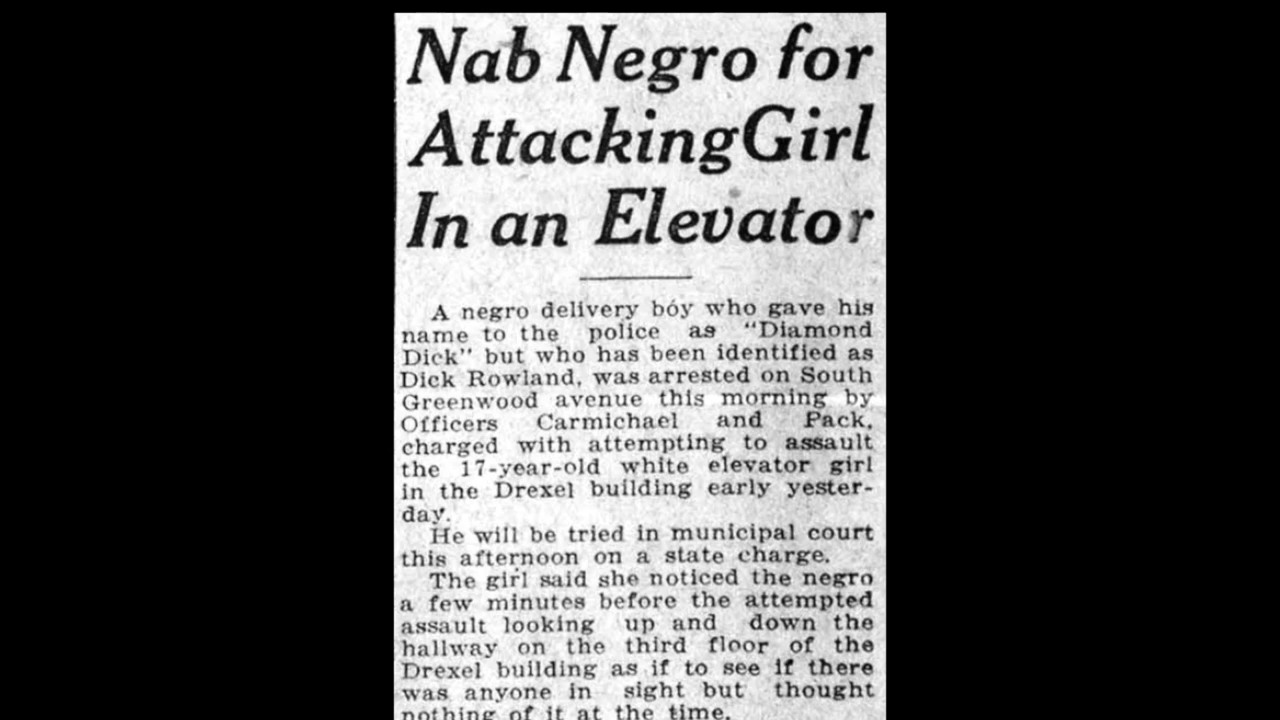 Nab Negro for
Attacking Girl
In an Elevator
A negro delivery boy who gave his
name to the police as "Diamond
Dick" but who has been identified as
Dick Rowland, was arrested on South
Greenwood avenue this morning by
Officers Carmichael and Pack,
charged with attempting to assault
the 17-year-old white elevator girl
in the Drexel building early yester-
day.
He will be tried in municipal court
this afternoon on a state charge.
The girl said she noticed the negro
a few minutes before the attempted
assault looking up and down the
hallway on the third floor of the
Drexel building as if to see if there
was anyone in sight but thought
nothing of it at the time.